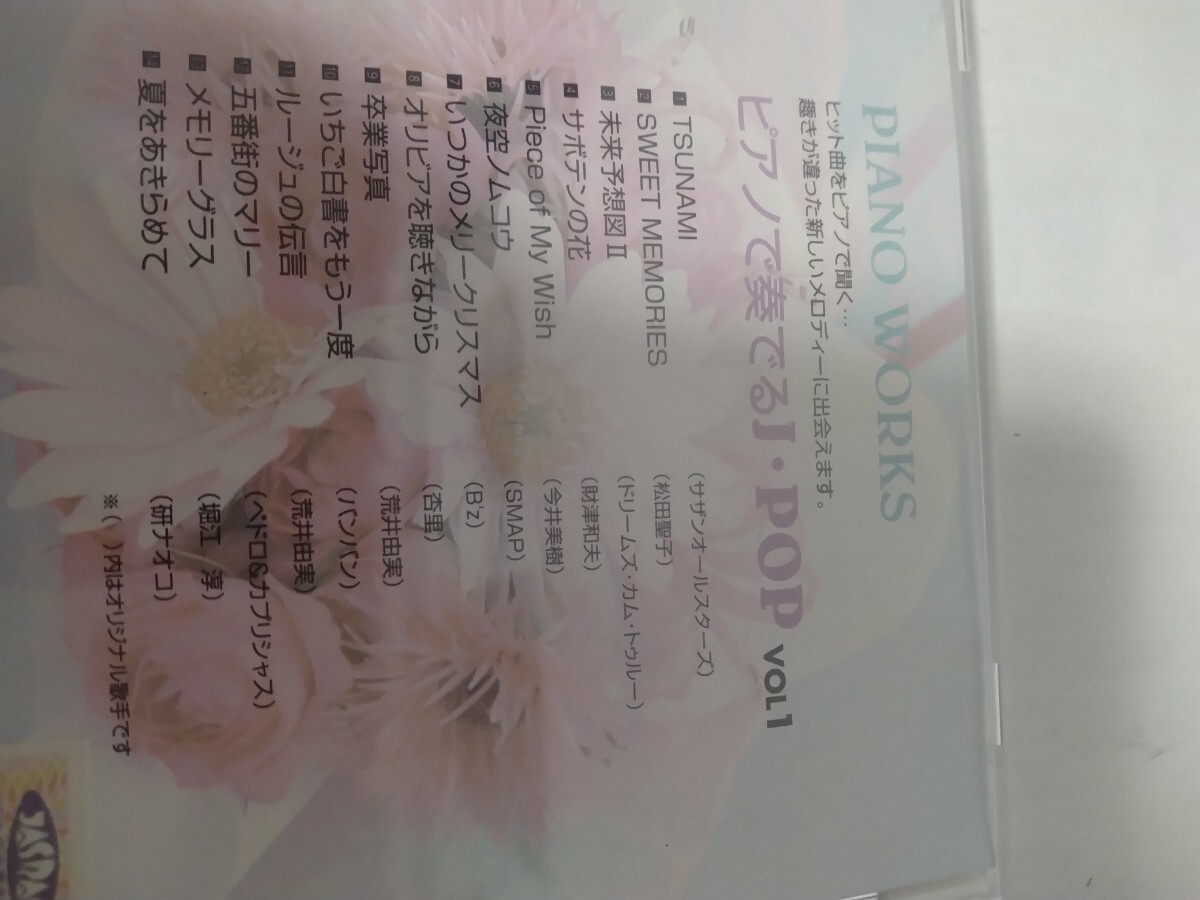 PIANO WORKS
ヒット曲をピアノで聞く…
趣きが違った新しいメロディーに出会えます。
ピアノで奏でるJ・POP VOL1
1 TSUNAMI (サザンオールスターズ)
2 SWEET MEMORIES (松田聖子)
3 未来予想図Ⅱ (ドリームズ・カム・トゥルー)
4 サボテンの花 (財津和夫)
5 Piece of My Wish (今井美樹)
6 夜空ノムコウ (SMAP)
7 いつかのメリークリスマス (B'z)
8 オリビアを聴きながら (杏里)
9 卒業写真 (荒井由実)
10 いちご白書をもう一度 (バンバン)
11 ルージュの伝言 (荒井由実)
12 五番街のマリー (ペドロ&カプリシャス)
13 メモリーグラス (堀江 淳)
14 夏をあきらめて (研ナオコ)
※( )内はオリジナル歌手です
JASRA